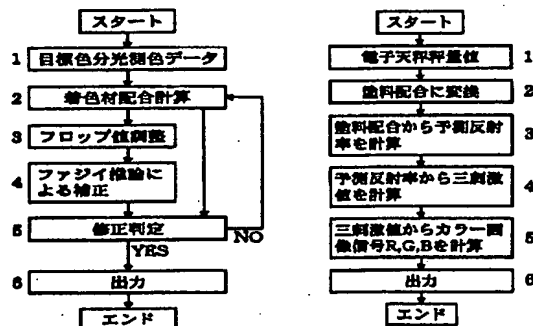 スタート
1 目標色分光測色データ
2 着色材配合計算
3 フロップ値調整
4 ファジイ推論
による補正
5 修正判定
NO
YES
6 出力
エンド
スタート
電子天秤秤量値 1
塗料配合に変換 2
塗料配合から予測反射
率を計算 3
予測反射率から三刺激
値を計算 4
三刺激値からカラー画
像信号R,G,Bを計算 5
出力 6
エンド